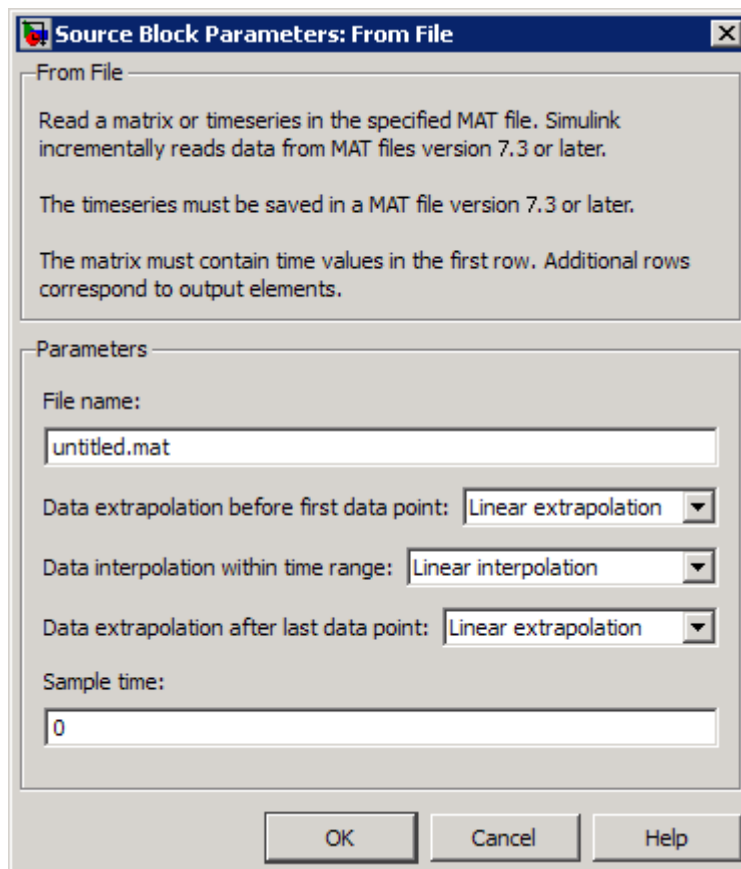 Source Block Parameters: From File
From File
Read a matrix or timeseries in the specified MAT file. Simulink
incrementally reads data from MAT files version 7.3 or later.
The timeseries must be saved in a MAT file version 7.3 or later.
The matrix must contain time values in the first row. Additional rows
correspond to output elements.
Parameters
File name:
untitled.mat
Data extrapolation before first data point: Linear extrapolation
Data interpolation within time range: Linear interpolation
Data extrapolation after last data point: Linear extrapolation
Sample time:
0
OK Cancel Help